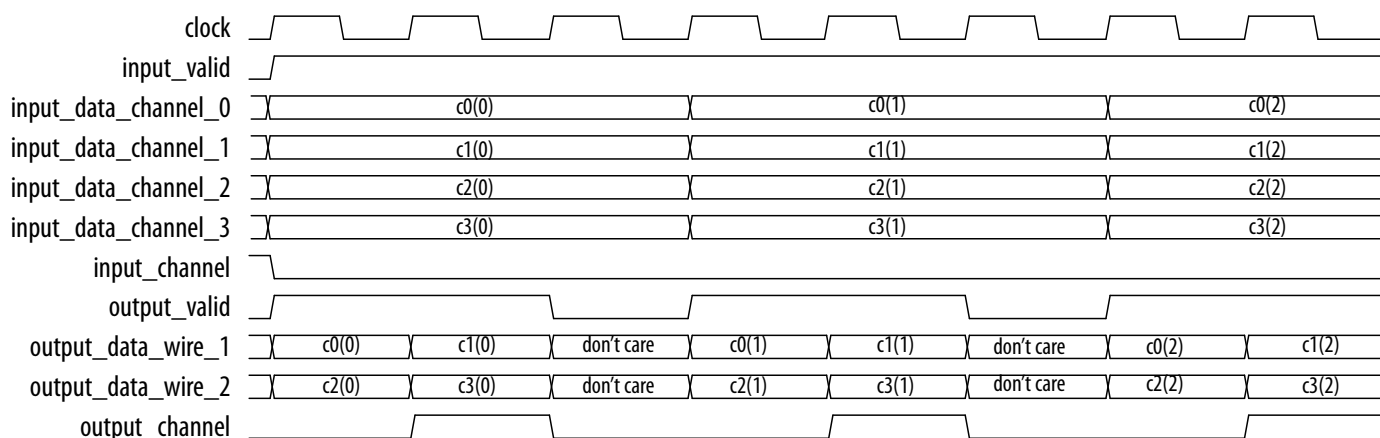 clock
input_valid
input_data_channel_0 c0(0) c0(1) c0(2)
input_data_channel_1 c1(0) c1(1) c1(2)
input_data_channel_2 c2(0) c2(1) c2(2)
input_data_channel_3 c3(0) c3(1) c3(2)
input_channel
output_valid
output_data_wire_1 c0(0) c1(0) don’t care c0(1) c1(1) don’t care c0(2) c1(2)
output_data_wire_2 c2(0) c3(0) don’t care c2(1) c3(1) don’t care c2(2) c3(2)
output_channel